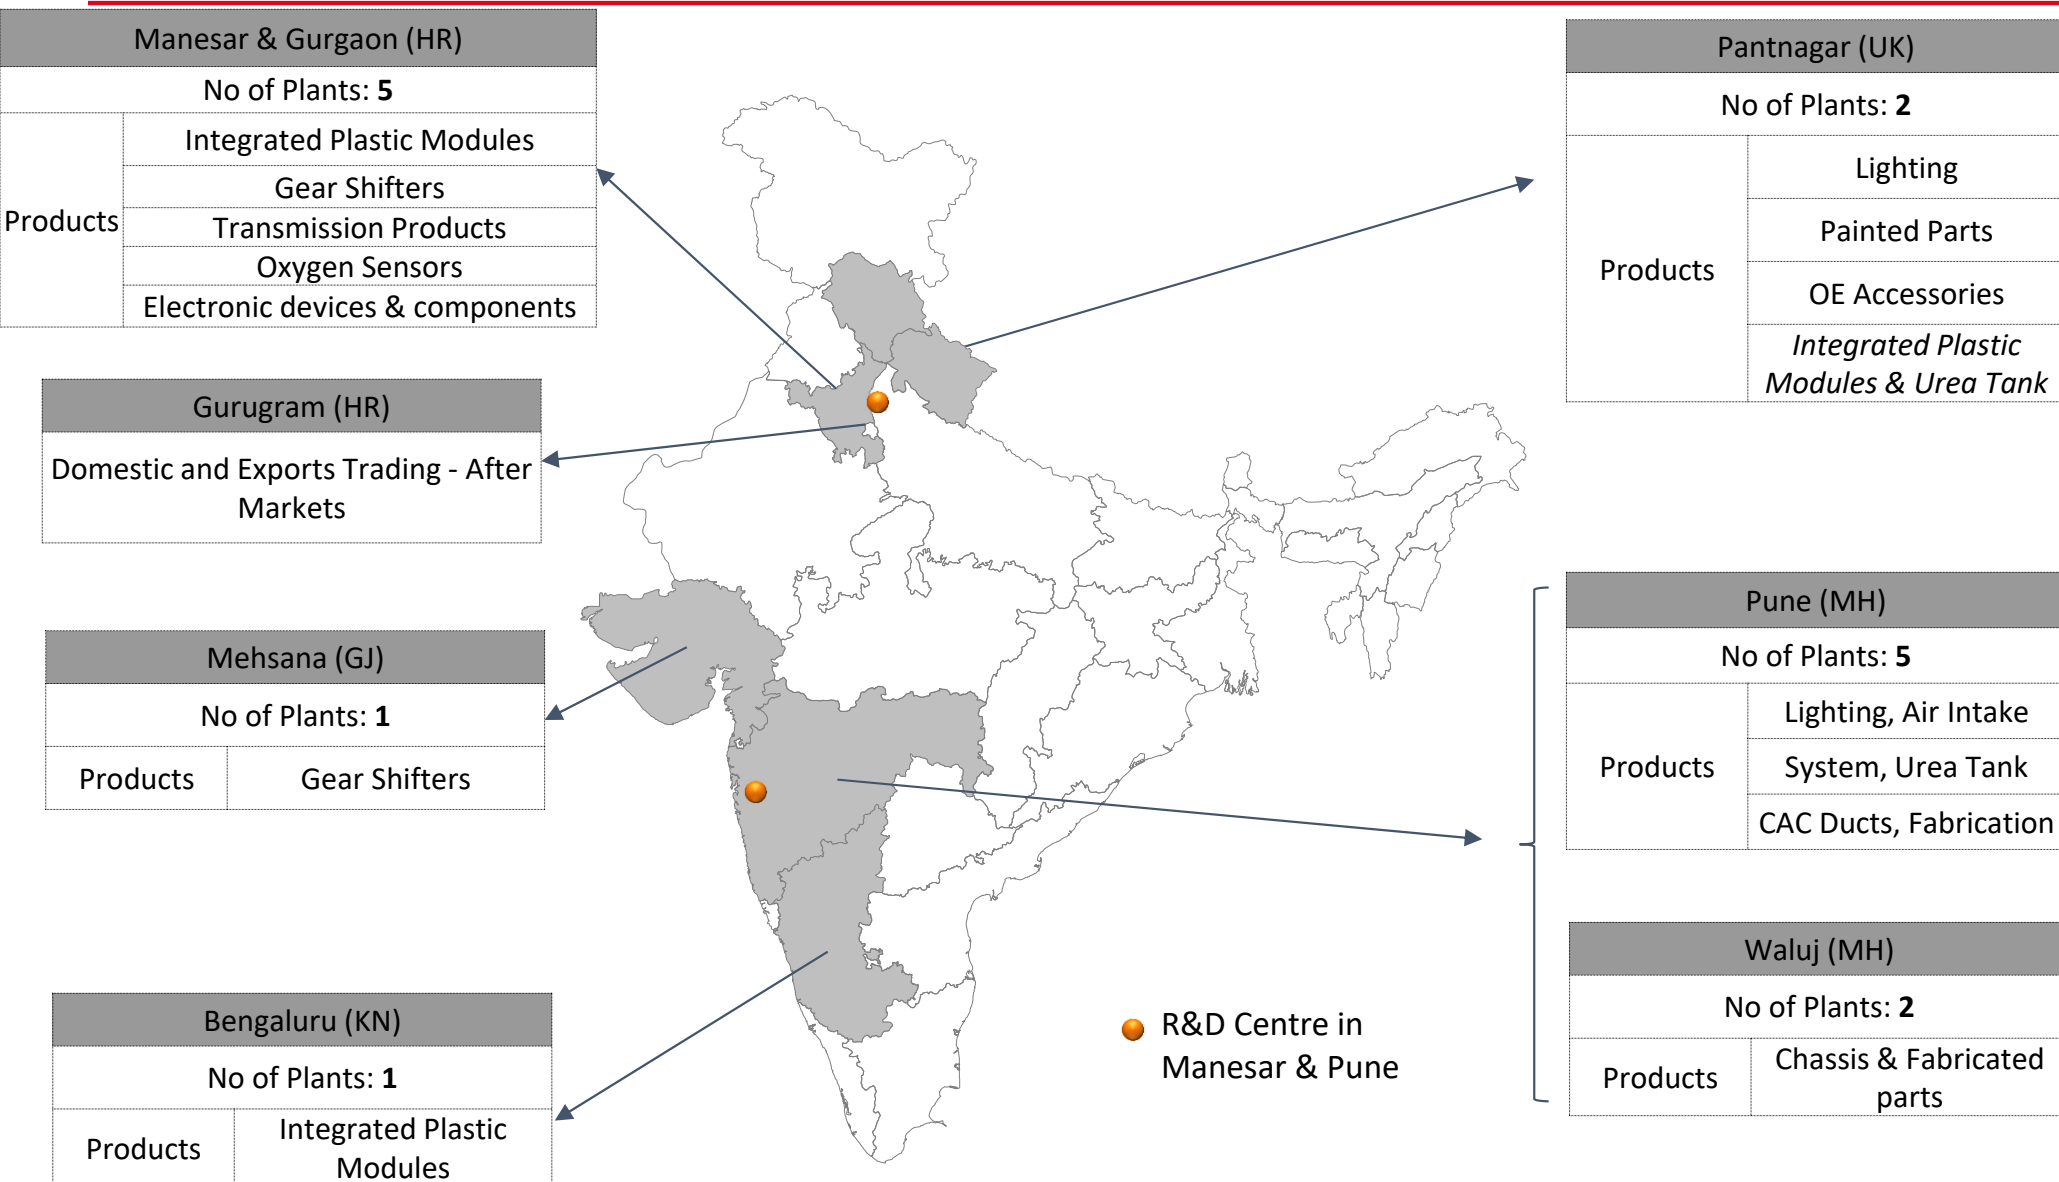 Manesar & Gurgaon (HR)
No of Plants: 5
Products
Integrated Plastic Modules
Gear Shifters
Transmission Products
Oxygen Sensors
Electronic devices & components
Gurugram (HR)
Domestic and Exports Trading - After
Markets
Mehsana (GJ)
No of Plants: 1
Products
Gear Shifters
Bengaluru (KN)
No of Plants: 1
Products
Integrated Plastic
Modules
R&D Centre in
Manesar & Pune
Pantnagar (UK)
No of Plants: 2
Products
Lighting
Painted Parts
OE Accessories
Integrated Plastic
Modules & Urea Tank
Pune (MH)
No of Plants: 5
Products
Lighting, Air Intake
System, Urea Tank
CAC Ducts, Fabrication
Waluj (MH)
No of Plants: 2
Products
Chassis & Fabricated
parts